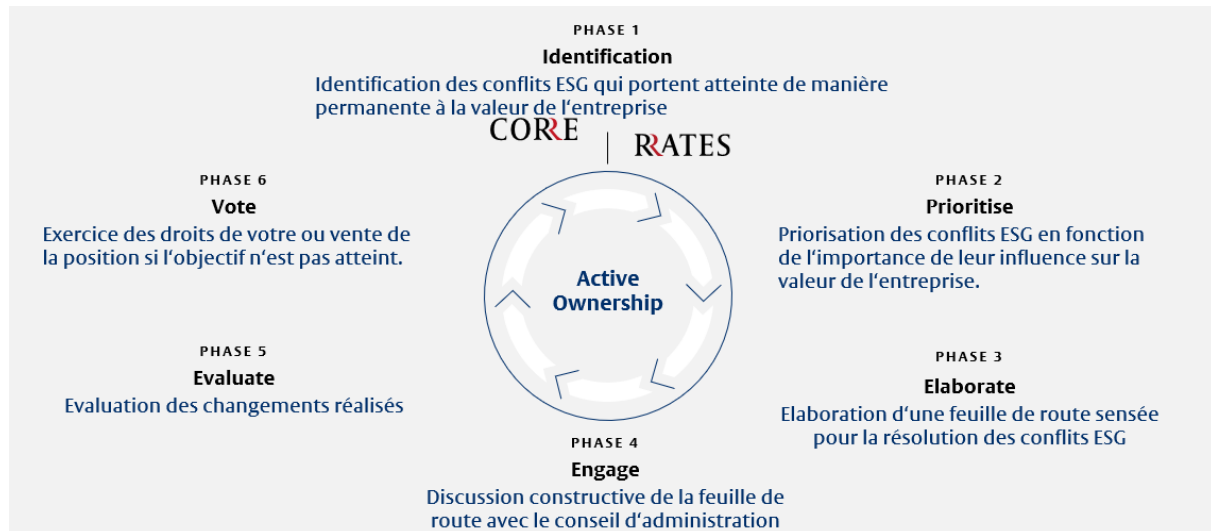 PHASE 1
Identification
Identification des conflits ESG qui portent atteinte de manière
permanente à la valeur de l‘entreprise
CORRE
RRATES
PHASE 2
Prioritise
Priorisation des conflits ESG en fonction
de l‘importance de leur influence sur la
valeur de l‘entreprise.
PHASE 3
Elaborate
Elaboration d‘une feuille de route sensée
pour la résolution des conflits ESG
PHASE 4
Engage
Discussion constructive de la feuille de
route avec le conseil d‘administration
PHASE 5
Evaluate
Evaluation des changements réalisés
PHASE 6
Vote
Exercice des droits de votre ou vente de
la position si l‘objectif n‘est pas atteint.
Active
Ownership